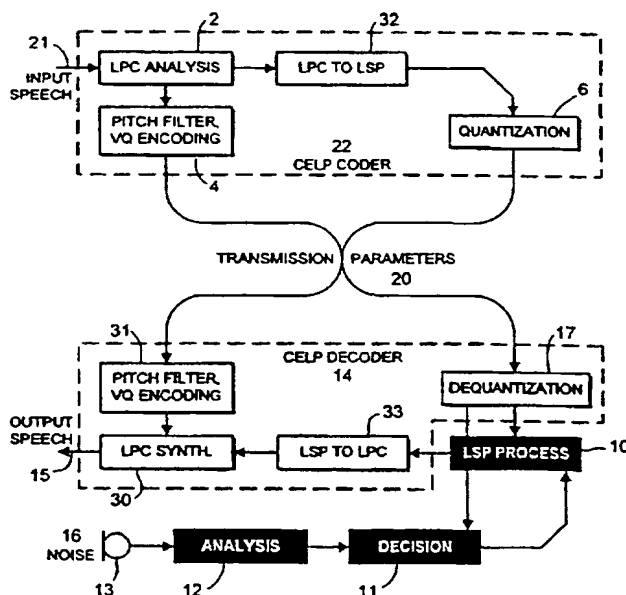 21
2
32
LPC ANALYSIS
LPC TO LSP
INPUT
SPEECH
6
PITCH FILTER,
VQ ENCODING
QUANTIZATION
22
CELP CODER
4
TRANSMISSION PARAMETERS
20
31
CELP DECODER
14
17
PITCH FILTER,
VQ ENCODING
DEQUANTIZATION
OUTPUT
SPEECH
33
LPC SYNTH.
LSP TO LPC
LSP PROCESS
10
15
30
16
NOISE
ANALYSIS
DECISION
13
12
11